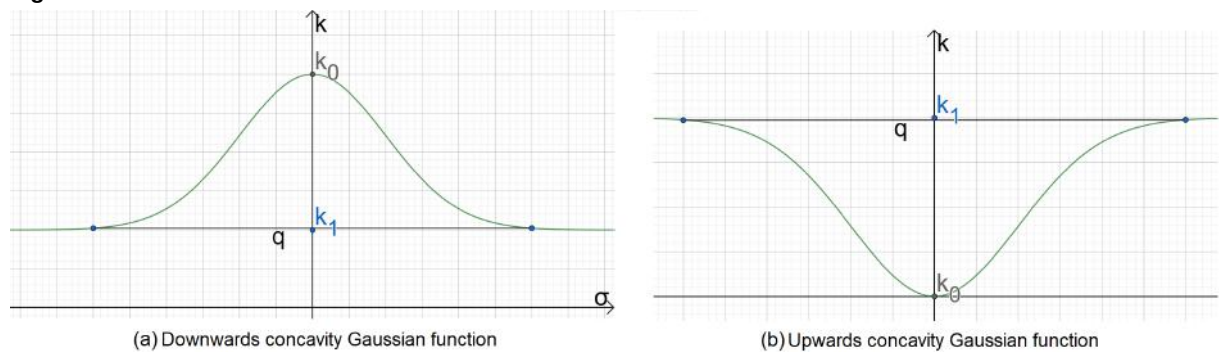 k
k0
k1
q
σ
(a) Downwards concavity Gaussian function
k
k1
q
k0
(b) Upwards concavity Gaussian function